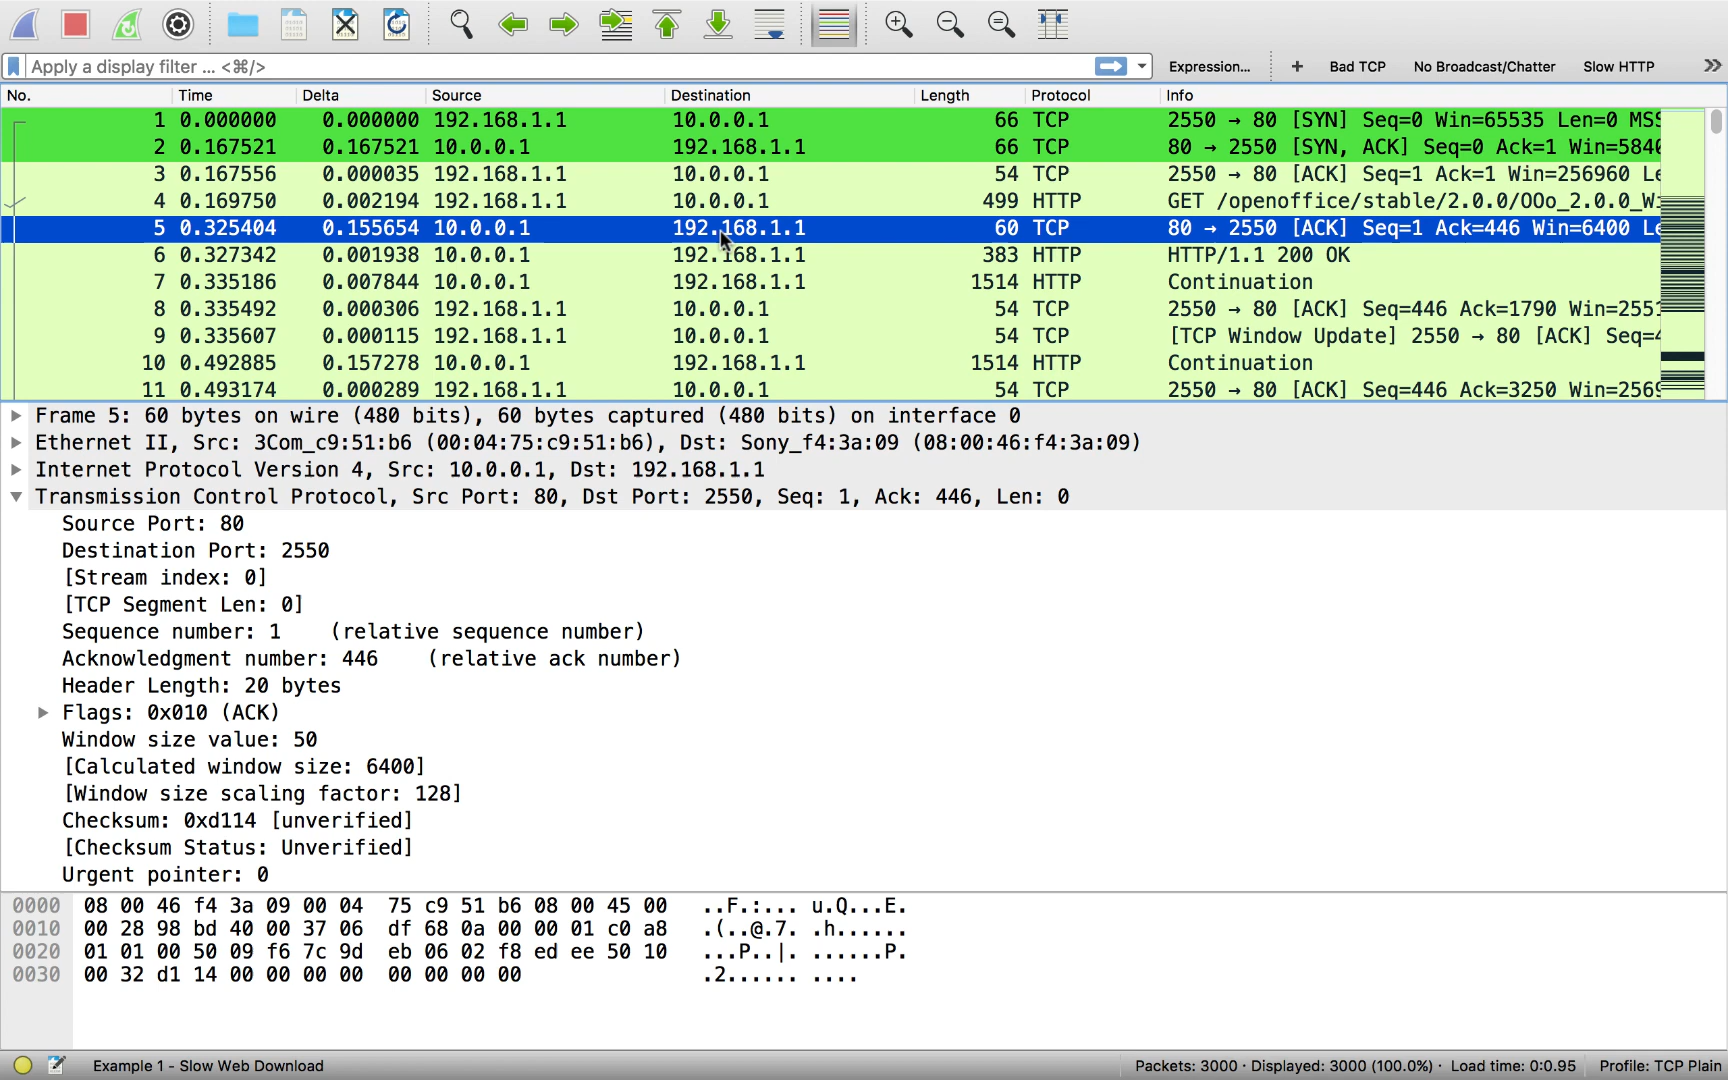 Apply a display filter ... <⌘/>
Expression...
+
Bad TCP
No Broadcast/Chatter
Slow HTTP
No. Time Delta Source Destination Length Protocol Info
1 0.000000 0.000000 192.168.1.1 10.0.0.1 66 TCP 2550 → 80 [SYN] Seq=0 Win=65535 Len=0 MSS
2 0.167521 0.167521 10.0.0.1 192.168.1.1 66 TCP 80 → 2550 [SYN, ACK] Seq=0 Ack=1 Win=5840
3 0.167556 0.000035 192.168.1.1 10.0.0.1 54 TCP 2550 → 80 [ACK] Seq=1 Ack=1 Win=256960 Le
4 0.169750 0.002194 192.168.1.1 10.0.0.1 499 HTTP GET /openoffice/stable/2.0.0/OOo_2.0.0_W
5 0.325404 0.155654 10.0.0.1 192.168.1.1 60 TCP 80 → 2550 [ACK] Seq=1 Ack=446 Win=6400 Le
6 0.327342 0.001938 10.0.0.1 192.168.1.1 383 HTTP HTTP/1.1 200 OK
7 0.335186 0.007844 10.0.0.1 192.168.1.1 1514 HTTP Continuation
8 0.335492 0.000306 192.168.1.1 10.0.0.1 54 TCP 2550 → 80 [ACK] Seq=446 Ack=1790 Win=255
9 0.335607 0.000115 192.168.1.1 10.0.0.1 54 TCP [TCP Window Update] 2550 → 80 [ACK] Seq=4
10 0.492885 0.157278 10.0.0.1 192.168.1.1 1514 HTTP Continuation
11 0.493174 0.000289 192.168.1.1 10.0.0.1 54 TCP 2550 → 80 [ACK] Seq=446 Ack=3250 Win=256
Frame 5: 60 bytes on wire (480 bits), 60 bytes captured (480 bits) on interface 0
Ethernet II, Src: 3Com_c9:51:b6 (00:04:75:c9:51:b6), Dst: Sony_f4:3a:09 (08:00:46:f4:3a:09)
Internet Protocol Version 4, Src: 10.0.0.1, Dst: 192.168.1.1
Transmission Control Protocol, Src Port: 80, Dst Port: 2550, Seq: 1, Ack: 446, Len: 0
Source Port: 80
Destination Port: 2550
[Stream index: 0]
[TCP Segment Len: 0]
Sequence number: 1 (relative sequence number)
Acknowledgment number: 446 (relative ack number)
Header Length: 20 bytes
Flags: 0x010 (ACK)
Window size value: 50
[Calculated window size: 6400]
[Window size scaling factor: 128]
Checksum: 0xd114 [unverified]
[Checksum Status: Unverified]
Urgent pointer: 0
0000 08 00 46 f4 3a 09 00 04 75 c9 51 b6 08 00 45 00 ..F.:... u.Q...E.
0010 00 28 98 bd 40 00 37 06 df 68 0a 00 00 01 c0 a8 .(..@.7. .h......
0020 01 01 00 50 09 f6 7c 9d eb 06 02 f8 ed ee 50 10 ...P..|. ......P.
0030 00 32 d1 14 00 00 00 00 00 00 00 00 .2...... ....
Example 1 - Slow Web Download
Packets: 3000 · Displayed: 3000 (100.0%) · Load time: 0:0.95
Profile: TCP Plain